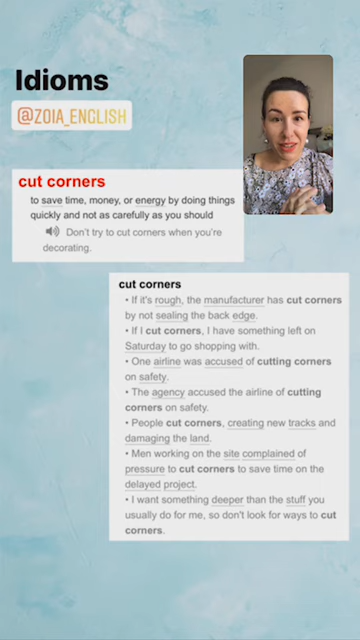 Idioms
@ZOIA_ENGLISH
cut corners
to save time, money, or energy by doing things
quickly and not as carefully as you should
Don't try to cut corners when you're
decorating.
cut corners
• If it's rough, the manufacturer has cut corners
by not sealing the back edge.
• If I cut corners, I have something left on
Saturday to go shopping with.
• One airline was accused of cutting corners
on safety.
• The agency accused the airline of cutting
corners on safety.
• People cut corners, creating new tracks and
damaging the land.
• Men working on the site complained of
pressure to cut corners to save time on the
delayed project.
• I want something deeper than the stuff you
usually do for me, so don't look for ways to cut
corners.